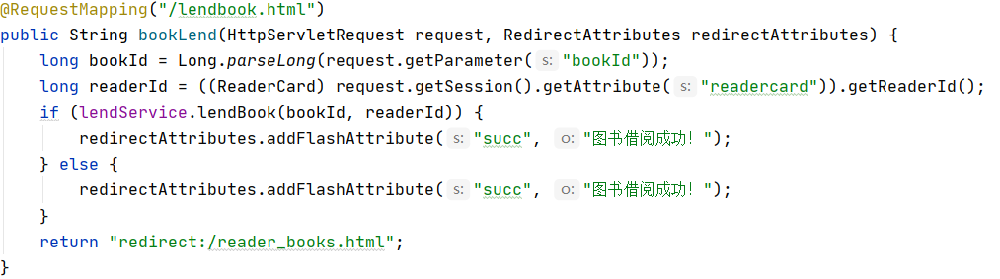 @RequestMapping("/lendbook.html")
public String bookLend(HttpServletRequest request, RedirectAttributes redirectAttributes) {
    long bookId = Long.parseLong(request.getParameter( s: "bookId"));
    long readerId = ((ReaderCard) request.getSession().getAttribute( s: "readercard")).getReaderId();
    if (lendService.lendBook(bookId, readerId)) {
        redirectAttributes.addFlashAttribute( s: "succ",  o: "图书借阅成功！");
    } else {
        redirectAttributes.addFlashAttribute( s: "succ",  o: "图书借阅成功！");
    }
    return "redirect:/reader_books.html";
}